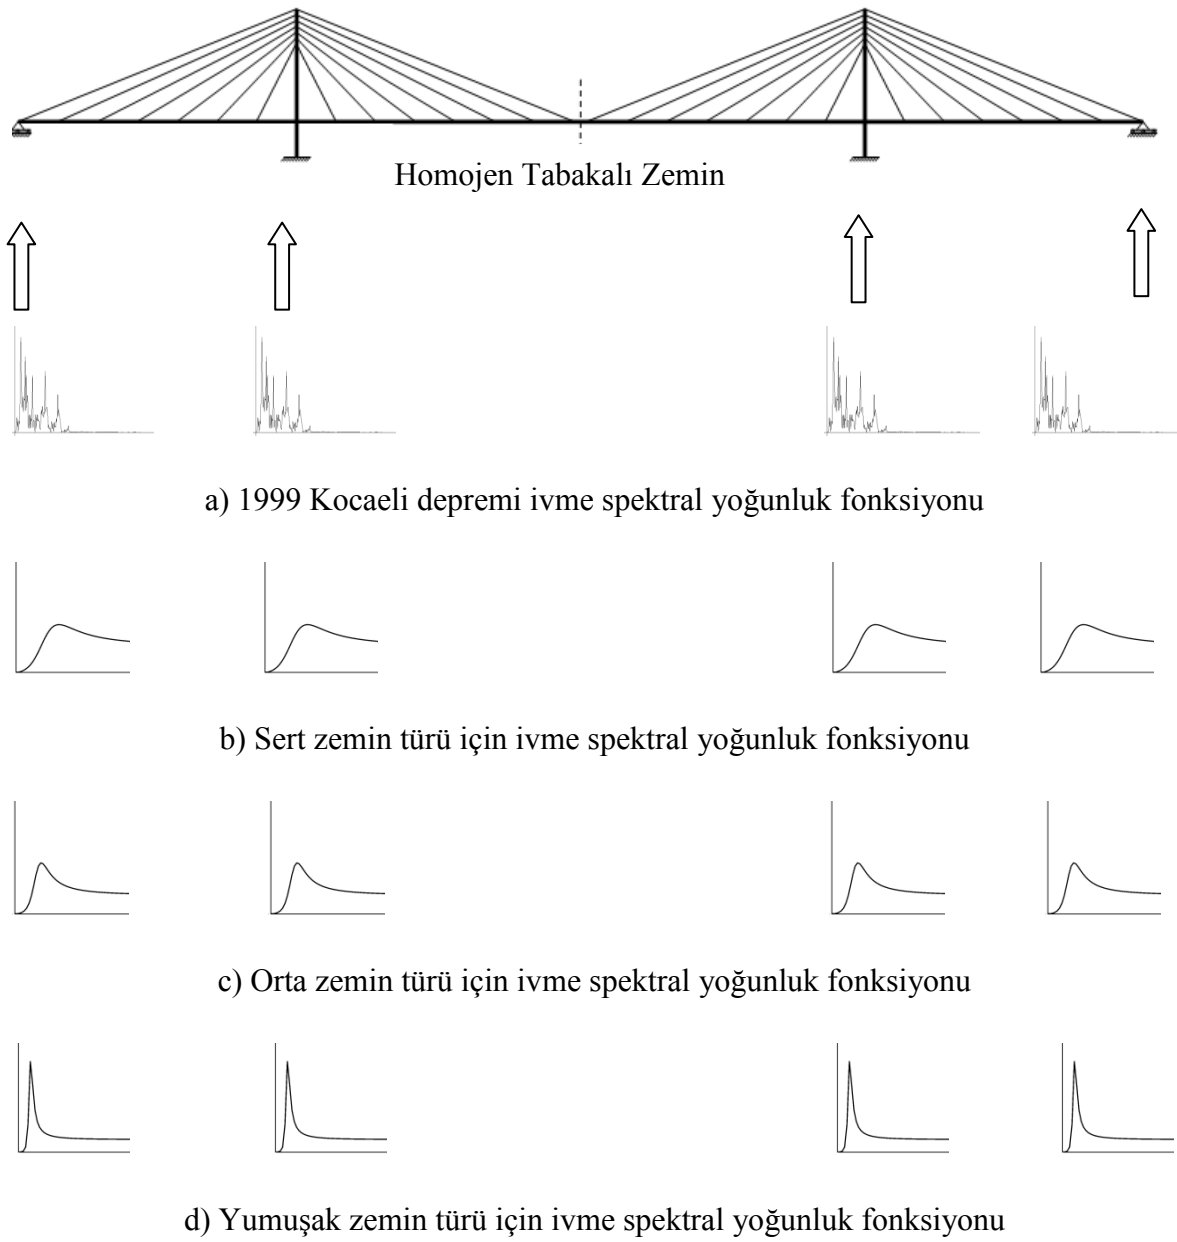 Homojen Tabakalı Zemin
a) 1999 Kocaeli depremi ivme spektral yoğunluk fonksiyonu
b) Sert zemin türü için ivme spektral yoğunluk fonksiyonu
c) Orta zemin türü için ivme spektral yoğunluk fonksiyonu
d) Yumuşak zemin türü için ivme spektral yoğunluk fonksiyonu